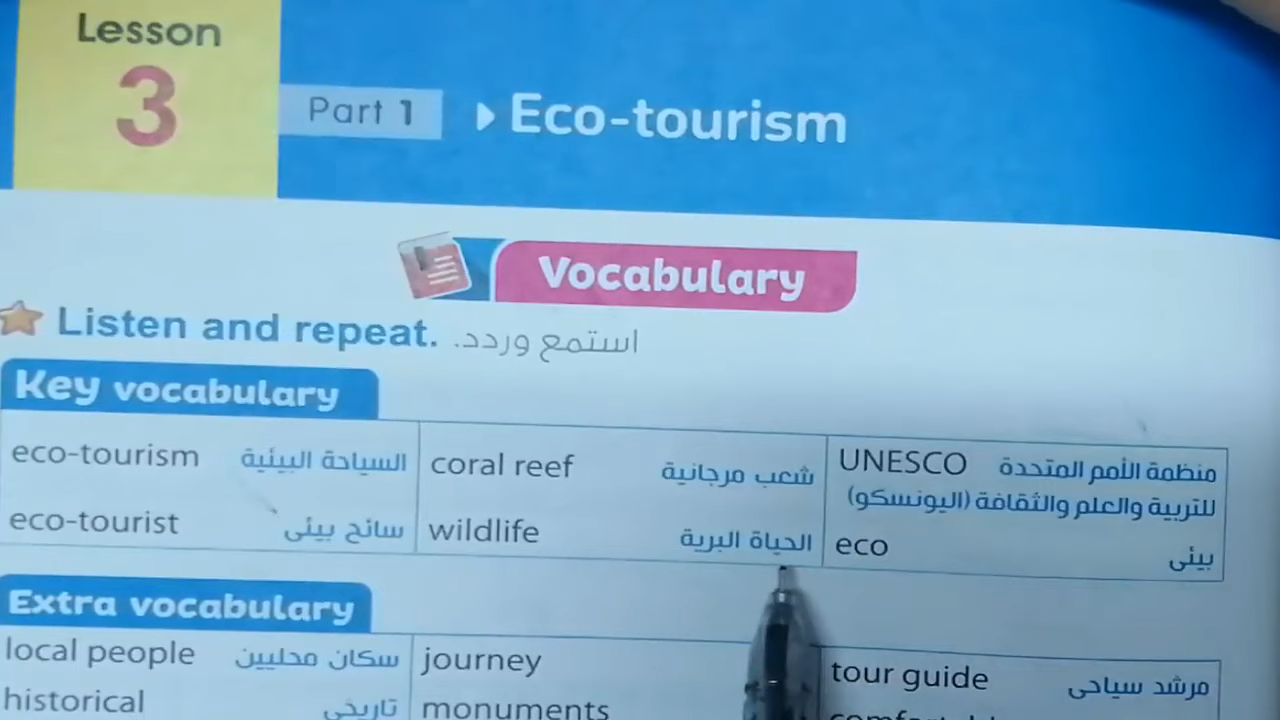 Lesson
3
Part 1
Eco-tourism
Vocabulary
Listen and repeat. استمع وردد.
Key vocabulary
eco-tourism السياحة البيئية
coral reef شعب مرجانية
UNESCO منظمة الأمم المتحدة
للتربية والعلم والثقافة (اليونسكو)
eco-tourist سائح بيئى
wildlife الحياة البرية
eco بيئى
Extra vocabulary
local people سكان محليين
journey
tour guide مرشد سياحى
historical تاريخى
monuments